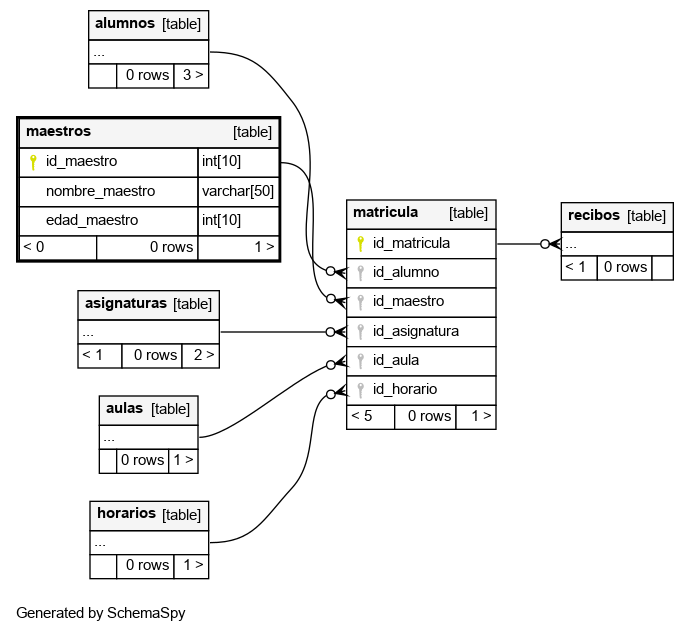 alumnos [table]
...
0 rows 3 >
maestros [table]
id_maestro int[10]
nombre_maestro varchar[50]
edad_maestro int[10]
< 0 0 rows 1 >
matricula [table]
id_matricula
id_alumno
id_maestro
id_asignatura
id_aula
id_horario
< 5 0 rows 1 >
recibos [table]
...
< 1 0 rows
asignaturas [table]
...
< 1 0 rows 2 >
aulas [table]
...
0 rows 1 >
horarios [table]
...
0 rows 1 >
Generated by SchemaSpy